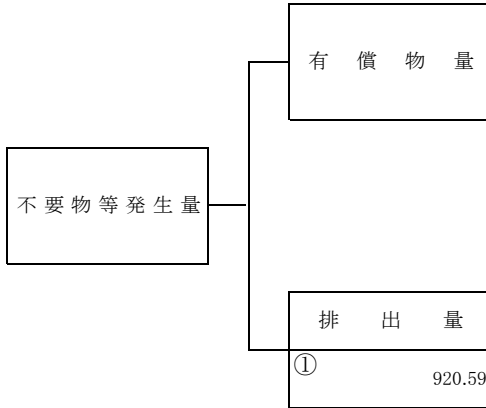 有償物量
不要物等発生量
排出量
①
920.59